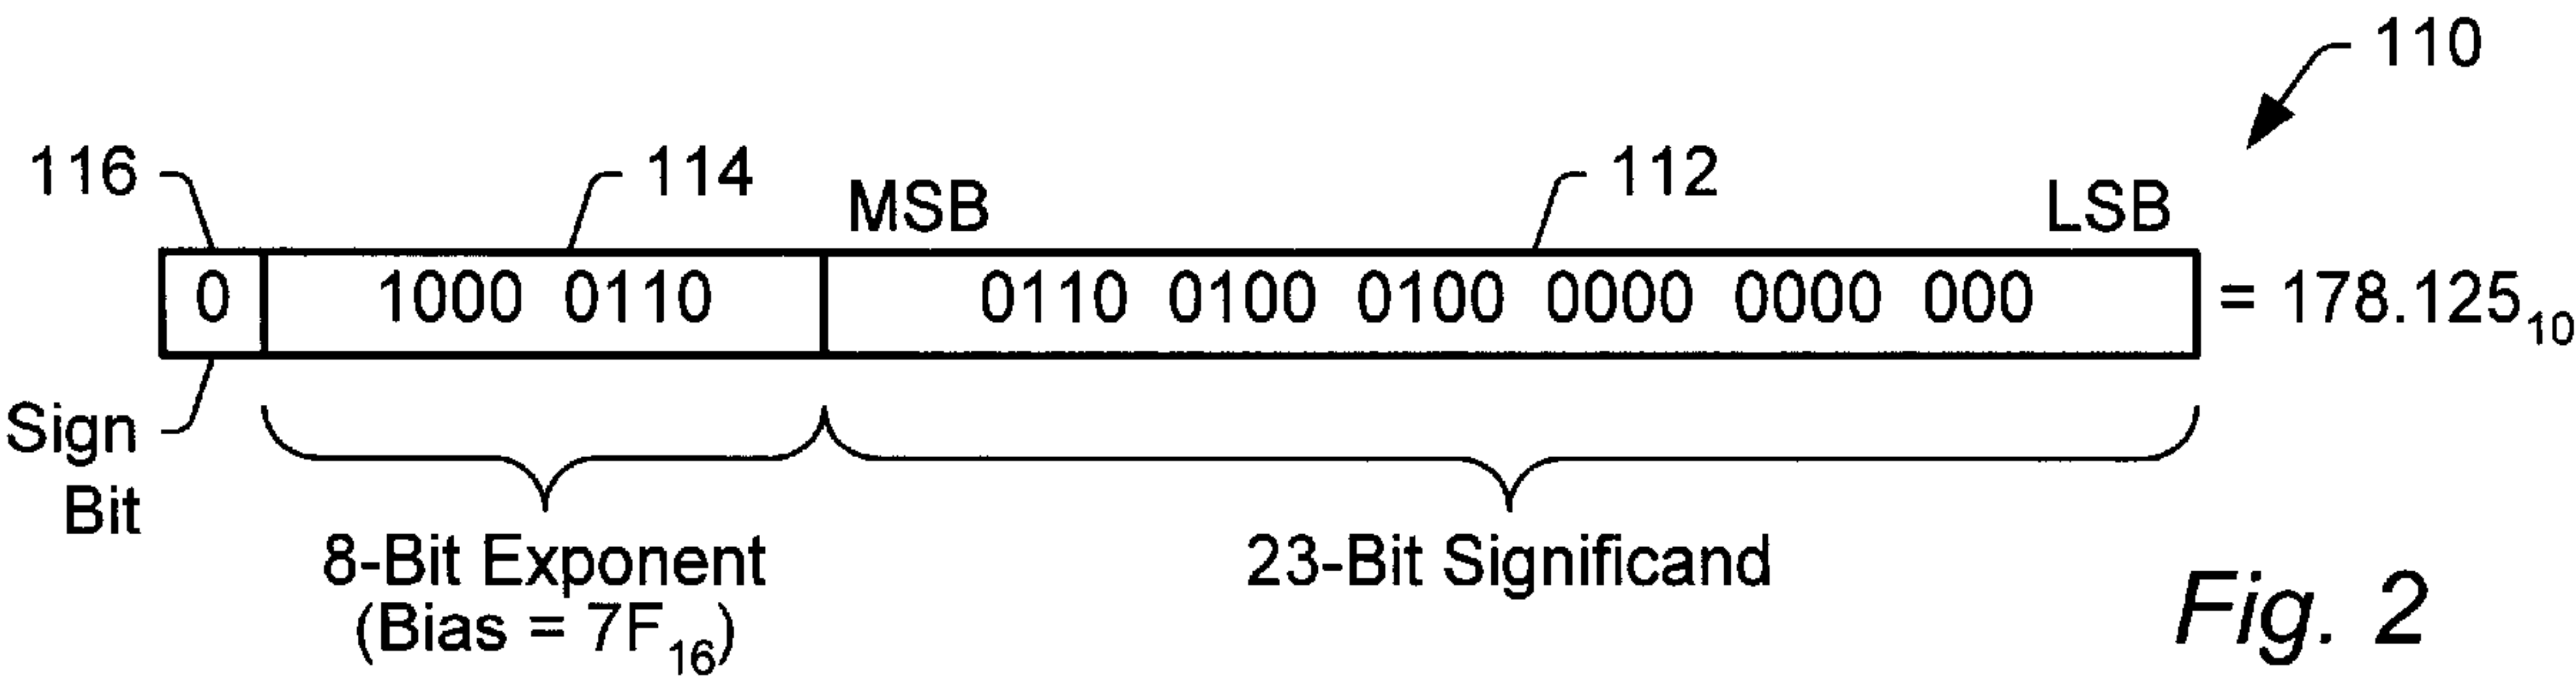 110
116 114 MSB 112 LSB
0 1000 0110 0110 0100 0100 0000 0000 000 = 178.125₁₀
Sign
Bit
8-Bit Exponent 23-Bit Significand
(Bias = 7F₁₆)
Fig. 2